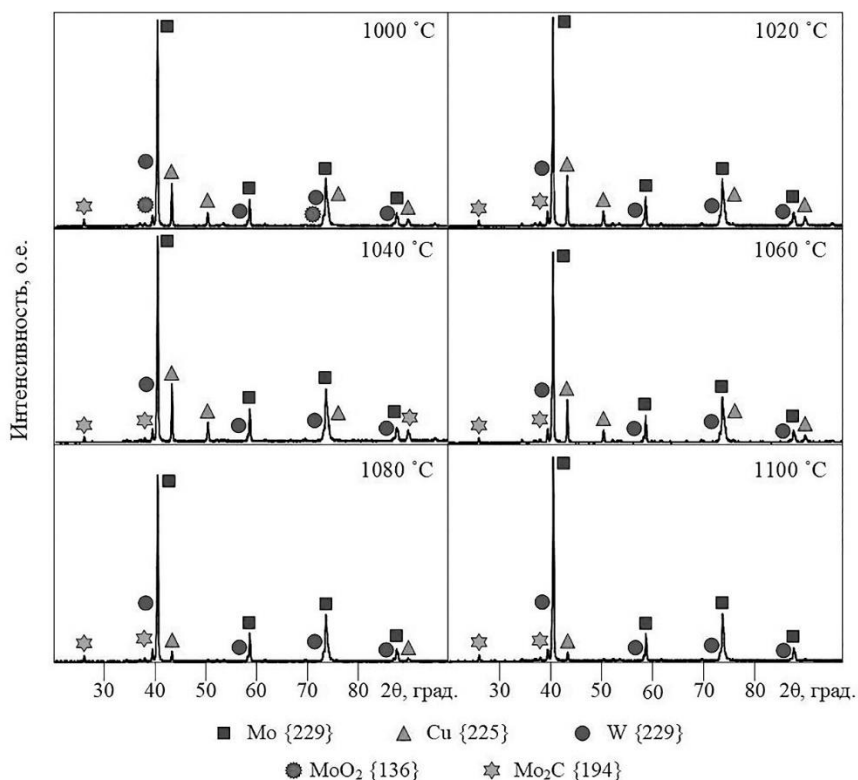 1000 ˚C
1020 ˚C
1040 ˚C
1060 ˚C
1080 ˚C
1100 ˚C
Интенсивность, о.е.
30 40 50 60 70 80 2θ, град. 30 40 50 60 70 80 2θ, град.
Mo {229} Cu {225} W {229}
MoO₂ {136} Mo₂C {194}